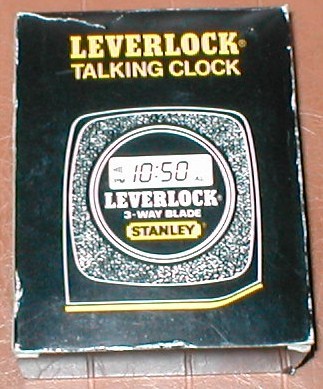 LEVERLOCK®
TALKING CLOCK
10:50
LEVERLOCK®
3-WAY BLADE
STANLEY®